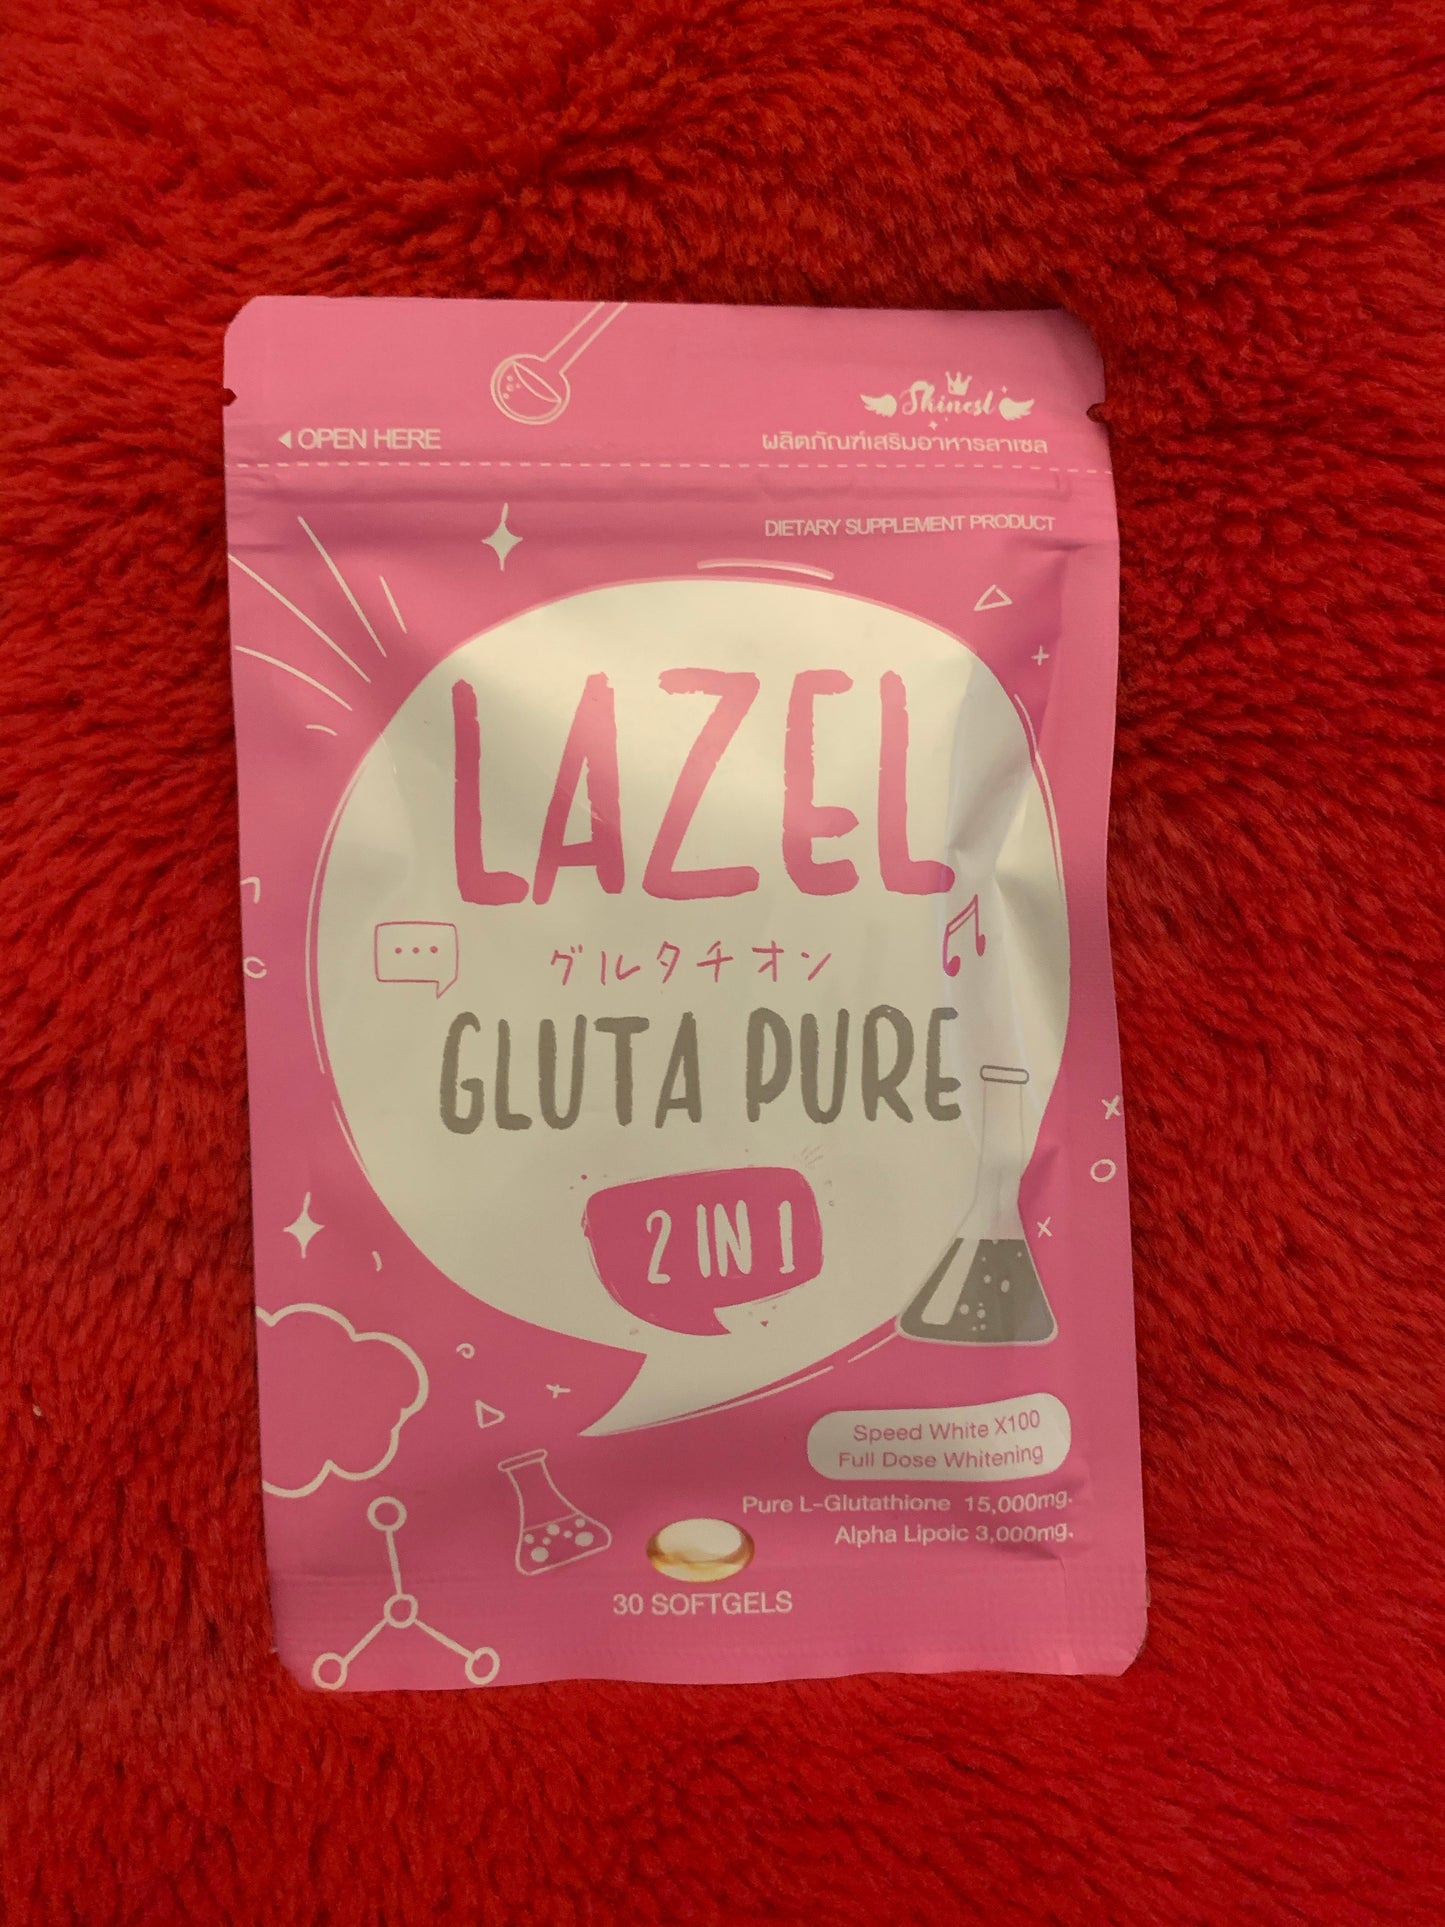 Shinesl
◀ OPEN HERE
ผลิตภัณฑ์เสริมอาหารลาเซล
DIETARY SUPPLEMENT PRODUCT
LAZEL
グルタチオン
GLUTA PURE
2 IN 1
Speed White X100
Full Dose Whitening
Pure L-Glutathione 15,000mg.
Alpha Lipoic 3,000mg.
30 SOFTGELS